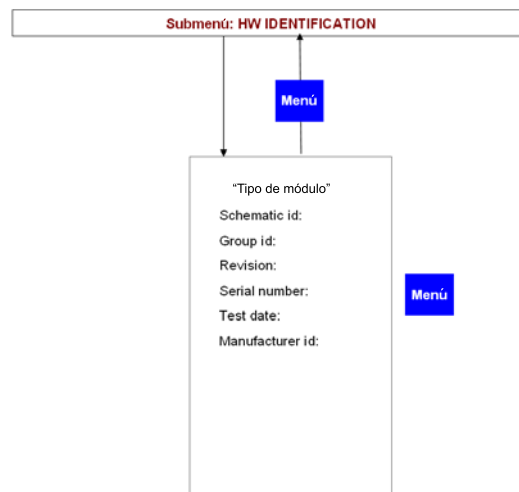 Submenú: HW IDENTIFICATION
Menú
“Tipo de módulo”
Schematic id:
Group id:
Revision:
Serial number:
Menú
Test date:
Manufacturer id: